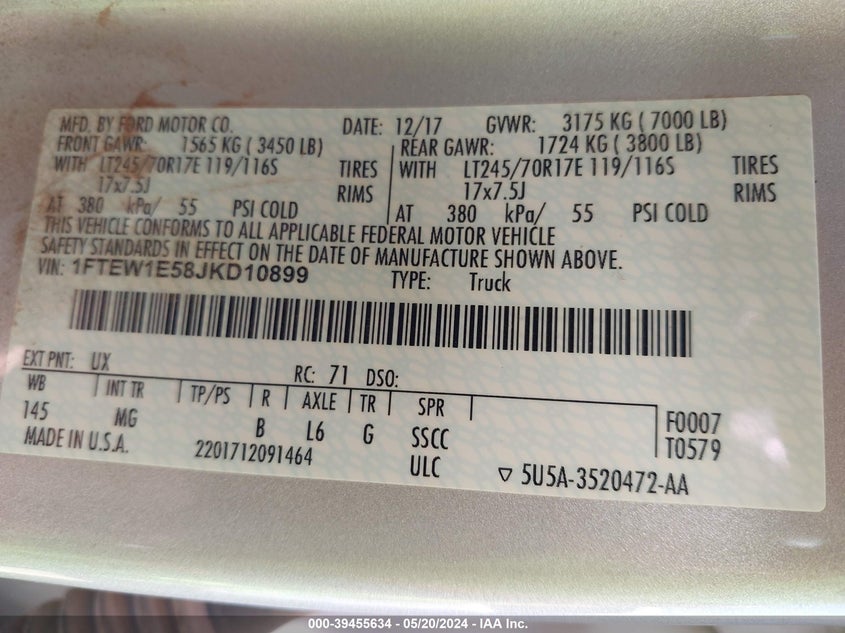 MFD. BY FORD MOTOR CO. DATE: 12/17 GVWR: 3175 KG ( 7000 LB)
FRONT GAWR: 1565 KG ( 3450 LB) REAR GAWR: 1724 KG ( 3800 LB)
WITH LT245/70R17E 119/116S TIRES WITH LT245/70R17E 119/116S TIRES
17x7.5J RIMS 17x7.5J RIMS
AT 380 kPa/ 55 PSI COLD AT 380 kPa/ 55 PSI COLD
THIS VEHICLE CONFORMS TO ALL APPLICABLE FEDERAL MOTOR VEHICLE
SAFETY STANDARDS IN EFFECT ON THE DATE OF MANUFACTURE SHOWN ABOVE.
VIN: 1FTEW1E58JKD10899 TYPE: Truck
EXT PNT: UX RC: 71 DSO:
WB INT TR TP/PS R AXLE TR SPR
145 MG B L6 G SSCC F0007
T0579
MADE IN U.S.A. 2201712091464 ULC ▽ 5U5A-3520472-AA
000-39455634 - 05/20/2024 - IAA Inc.